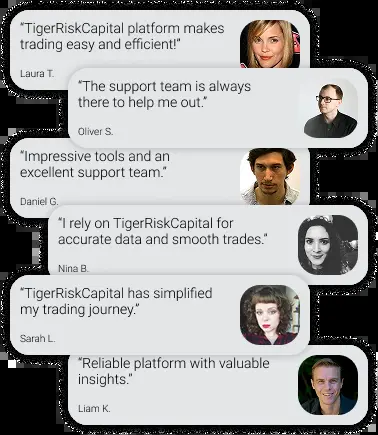 “TigerRiskCapital platform makes
trading easy and efficient!”
Laura T.
“The support team is always
there to help me out.”
Oliver S.
“Impressive tools and an
excellent support team.”
Daniel G.
“I rely on TigerRiskCapital for
accurate data and smooth trades.”
Nina B.
“TigerRiskCapital has simplified
my trading journey.”
Sarah L.
“Reliable platform with valuable
insights.”
Liam K.